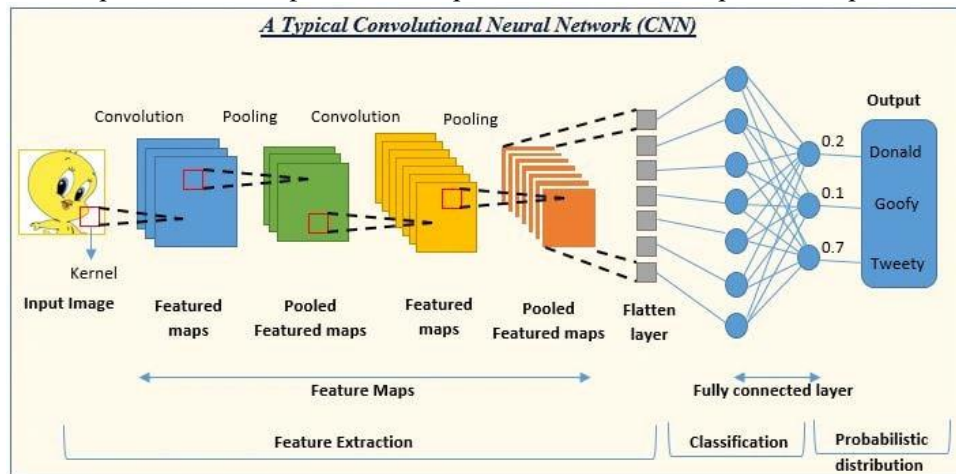 A Typical Convolutional Neural Network (CNN)
Convolution
Pooling
Convolution
Pooling
Output
0.2
Donald
0.1
Goofy
0.7
Tweety
Kernel
Input Image
Featured
maps
Pooled
Featured maps
Featured
maps
Pooled
Featured maps
Flatten
layer
Feature Maps
Fully connected layer
Feature Extraction
Classification
Probabilistic
distribution